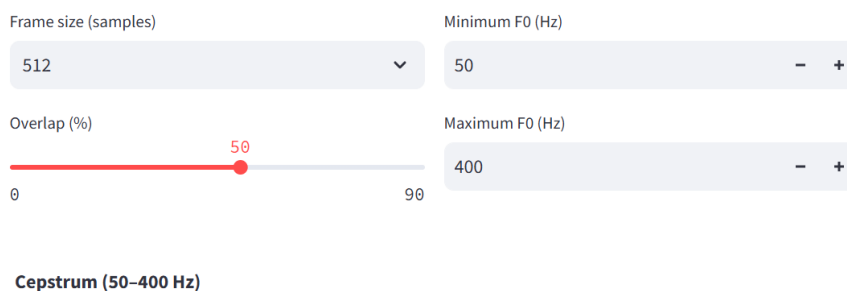 Frame size (samples)
512
Overlap (%)
50
0 90
Minimum F0 (Hz)
50
Maximum F0 (Hz)
400
Cepstrum (50–400 Hz)